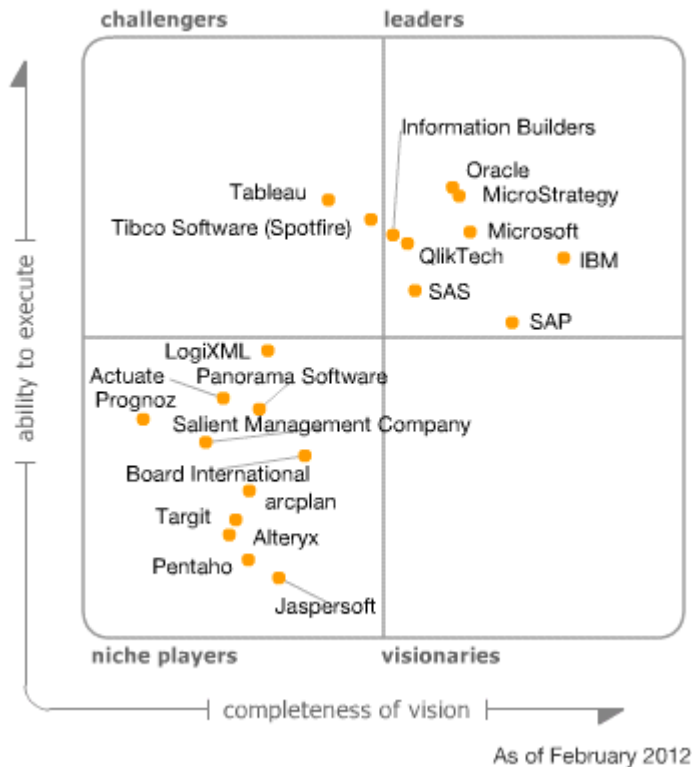 challengers
leaders
Information Builders
Oracle
Tableau
MicroStrategy
Tibco Software (Spotfire)
Microsoft
QlikTech
IBM
SAS
SAP
ability to execute
LogiXML
Actuate
Panorama Software
Prognoz
Salient Management Company
Board International
arcplan
Targit
Alteryx
Pentaho
Jaspersoft
niche players
visionaries
completeness of vision
As of February 2012